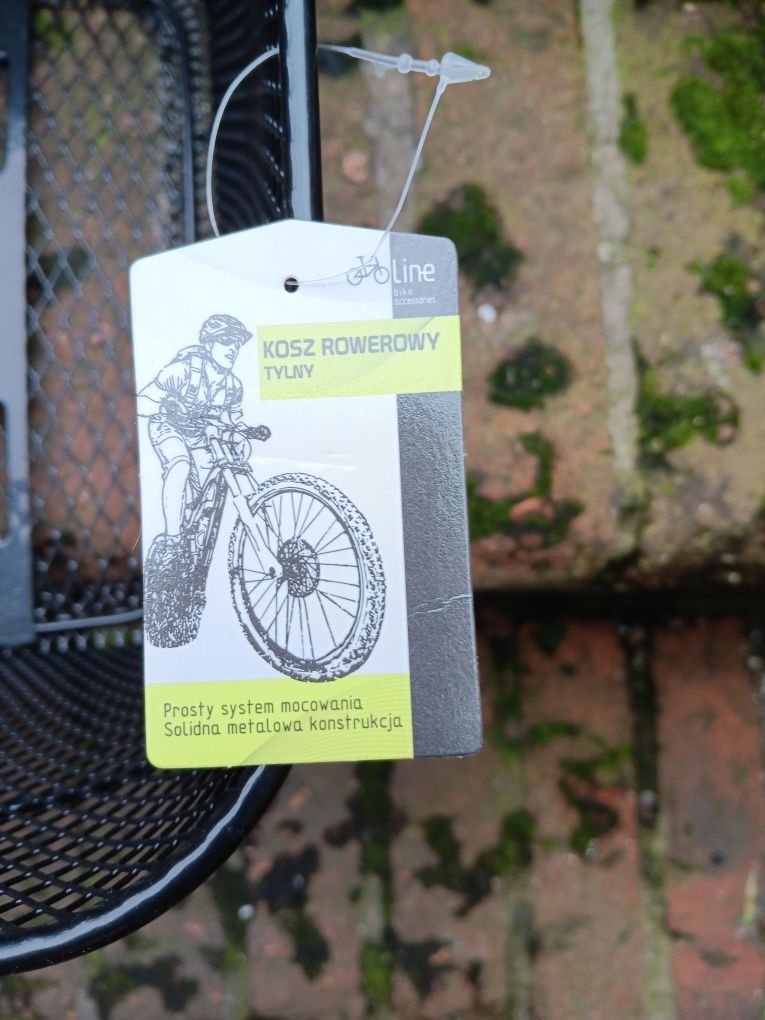 line
bike
accessories
KOSZ ROWEROWY
TYLNY
Prosty system mocowania
Solidna metalowa konstrukcja